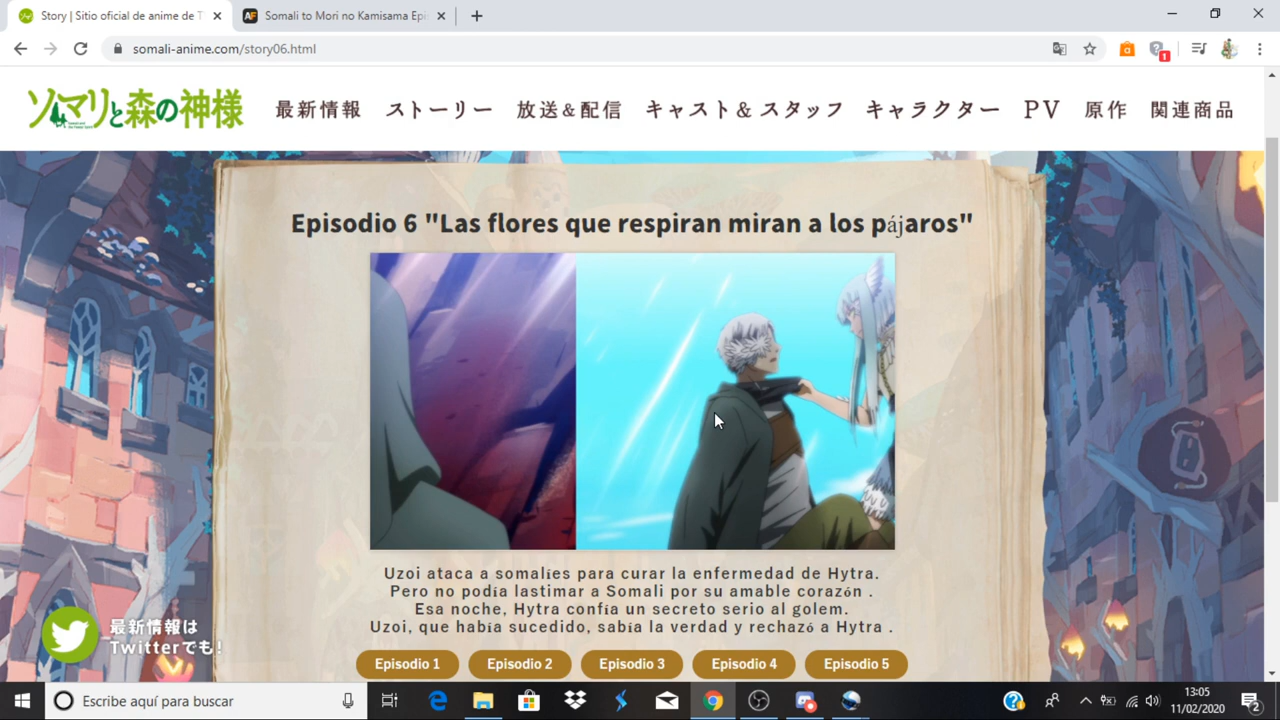 Story | Sitio oficial de anime de T
Somali to Mori no Kamisama Epi
somali-anime.com/story06.html
1
ソマリと森の神様
最新情報 ストーリー 放送&配信 キャスト&スタッフ キャラクター PV 原作 関連商品
Episodio 6 "Las flores que respiran miran a los pájaros"
Uzoi ataca a somalíes para curar la enfermedad de Hytra.
Pero no podía lastimar a Somali por su amable corazón .
Esa noche, Hytra confía un secreto serio al golem.
Uzoi, que había sucedido, sabía la verdad y rechazó a Hytra .
最新情報は
Twitterでも!
Episodio 1 Episodio 2 Episodio 3 Episodio 4 Episodio 5
Escribe aquí para buscar
13:05
11/02/2020
2